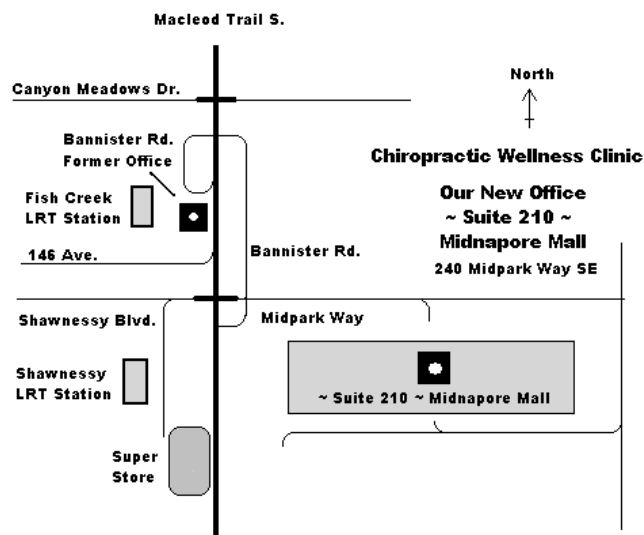 Macleod Trail S.
North
Canyon Meadows Dr.
Bannister Rd.
Former Office
Chiropractic Wellness Clinic
Our New Office
~ Suite 210 ~
Midnapore Mall
240 Midpark Way SE
Fish Creek
LRT Station
146 Ave.
Bannister Rd.
Shawnessy Blvd.
Midpark Way
Shawnessy
LRT Station
~ Suite 210 ~ Midnapore Mall
Super
Store